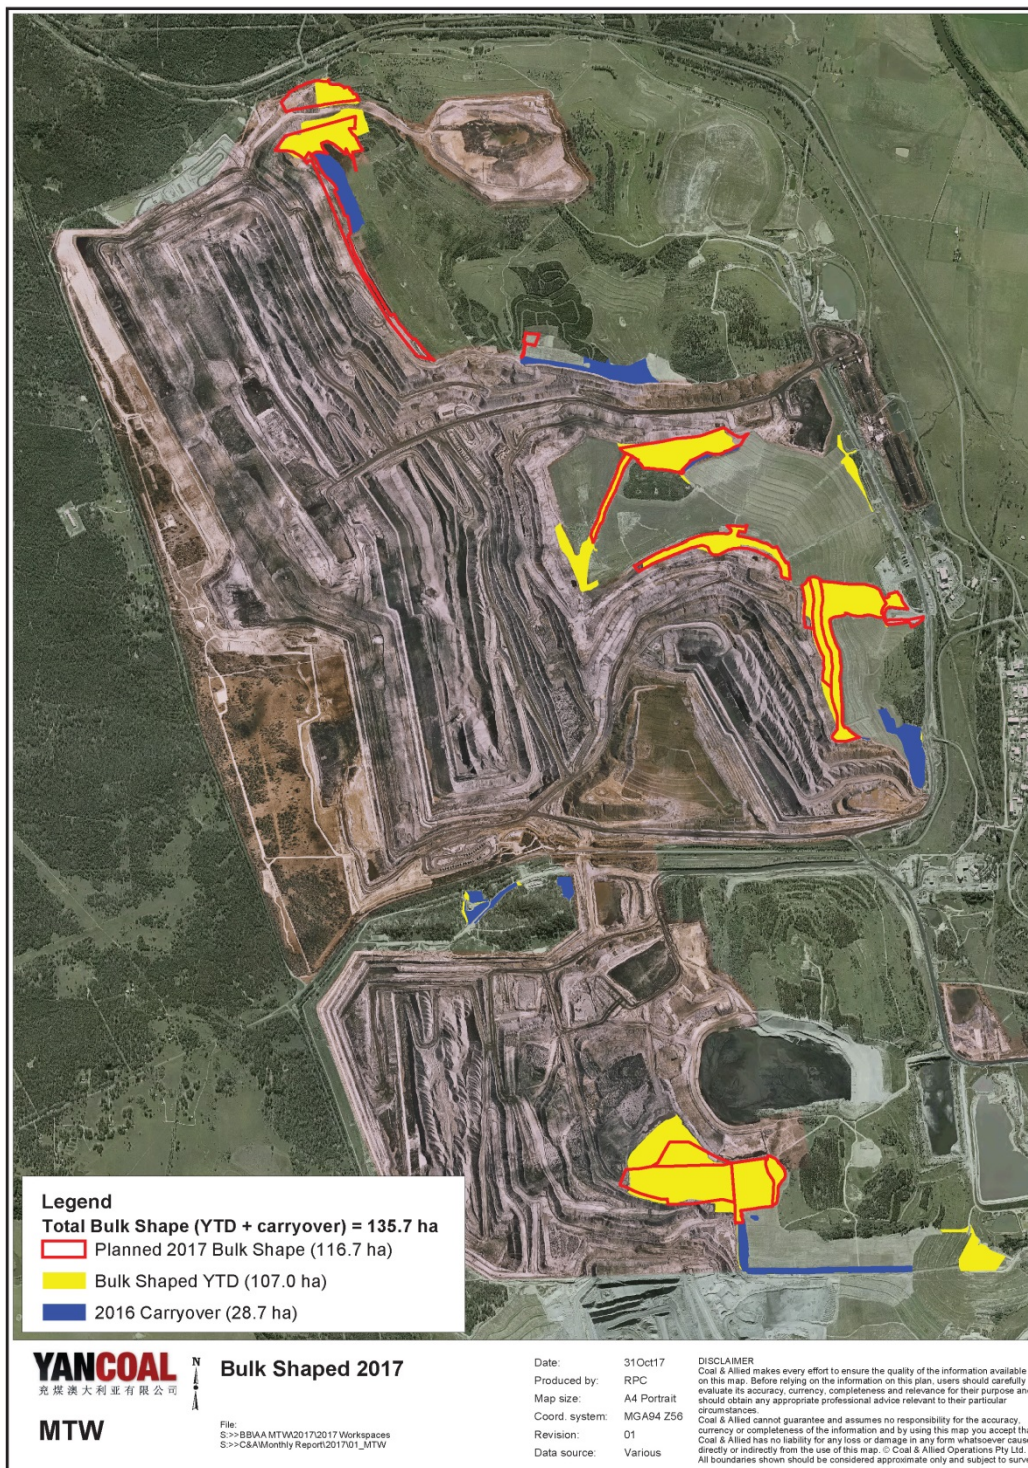 Legend
Total Bulk Shape (YTD + carryover) = 135.7 ha
Planned 2017 Bulk Shape (116.7 ha)
Bulk Shaped YTD (107.0 ha)
2016 Carryover (28.7 ha)
YANCOAL
兖煤澳大利亚有限公司
MTW
N
Bulk Shaped 2017
File:
S:>>BB\AA MTW\2017\2017 Workspaces
S:>>C&A\Monthly Report\2017\01_MTW
Date: 31Oct17
Produced by: RPC
Map size: A4 Portrait
Coord. system: MGA94 Z56
Revision: 01
Data source: Various
DISCLAIMER
Coal & Allied makes every effort to ensure the quality of the information available
on this map. Before relying on the information on this plan, users should carefully
evaluate its accuracy, currency, completeness and relevance for their purpose and
should obtain any appropriate professional advice relevant to their particular
circumstances.
Coal & Allied cannot guarantee and assumes no responsibility for the accuracy,
currency or completeness of the information and by using this map you accept tha
Coal & Allied has no liability for any loss or damage in any form whatsoever cause
directly or indirectly from the use of this map. © Coal & Allied Operations Pty Ltd.
All boundaries shown should be considered approximate only and subject to surve